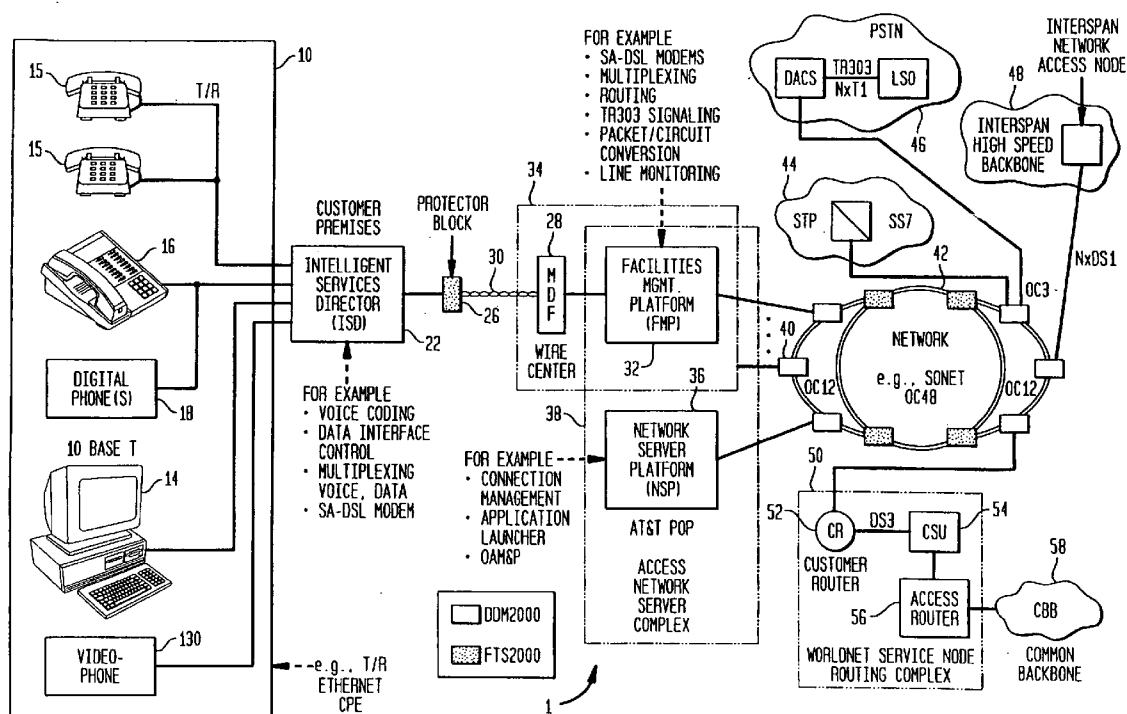 15
T/R
10
15
16
DIGITAL
PHONE(S)
18
10 BASE T
14
VIDEO-
PHONE
130
e.g., T/R
ETHERNET
CPE
CUSTOMER
PREMISES
INTELLIGENT
SERVICES
DIRECTOR
(ISD)
22
FOR EXAMPLE
• VOICE CODING
• DATA INTERFACE
CONTROL
• MULTIPLEXING
VOICE, DATA
• SA-DSL MODEM
PROTECTOR
BLOCK
26
30
FOR EXAMPLE
• SA-DSL MODEMS
• MULTIPLEXING
• ROUTING
• TR303 SIGNALING
• PACKET/CIRCUIT
CONVERSION
• LINE MONITORING
34
28
MDF
WIRE
CENTER
FACILITIES
MGMT.
PLATFORM
(FMP)
32
36
38
NETWORK
SERVER
PLATFORM
(NSP)
AT&T POP
ACCESS
NETWORK
SERVER
COMPLEX
FOR EXAMPLE
• CONNECTION
MANAGEMENT
• APPLICATION
LAUNCHER
• OAM&P
DDM2000
FTS2000
1
PSTN
DACS
TR303
NxT1
LSO
46
INTERSPAN
NETWORK
ACCESS NODE
48
INTERSPAN
HIGH SPEED
BACKBONE
44
STP
SS7
NxDS1
42
OC3
40
NETWORK
e.g., SONET
OC48
OC12
OC12
50
52
CR
DS3
CSU
54
CUSTOMER
ROUTER
56
ACCESS
ROUTER
58
CBB
WORLDNET SERVICE NODE
ROUTING COMPLEX
COMMON
BACKBONE